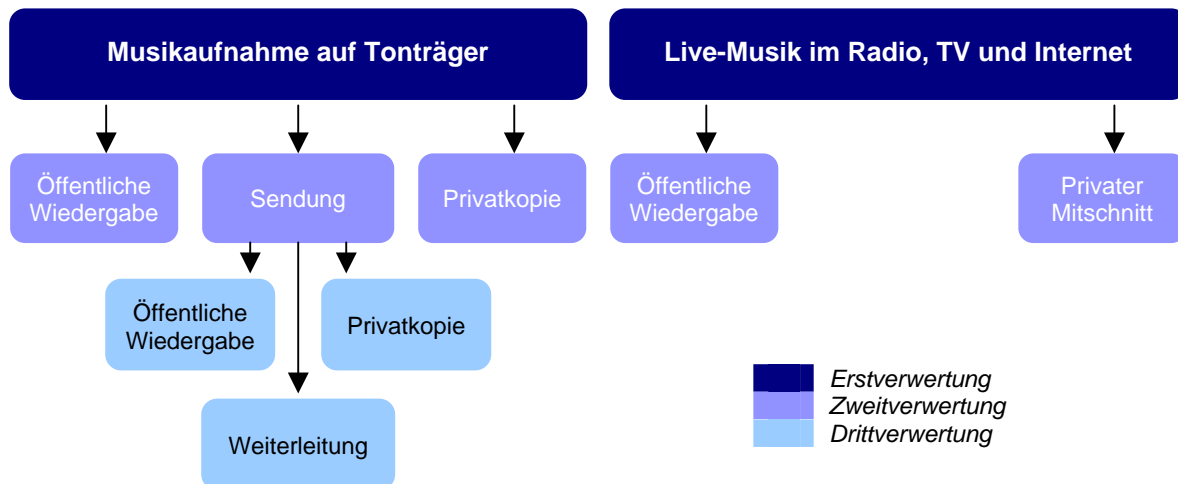 Musikaufnahme auf Tonträger
Live-Musik im Radio, TV und Internet
Öffentliche
Wiedergabe
Sendung
Privatkopie
Öffentliche
Wiedergabe
Privater
Mitschnitt
Öffentliche
Wiedergabe
Privatkopie
Weiterleitung
Erstverwertung
Zweitverwertung
Drittverwertung